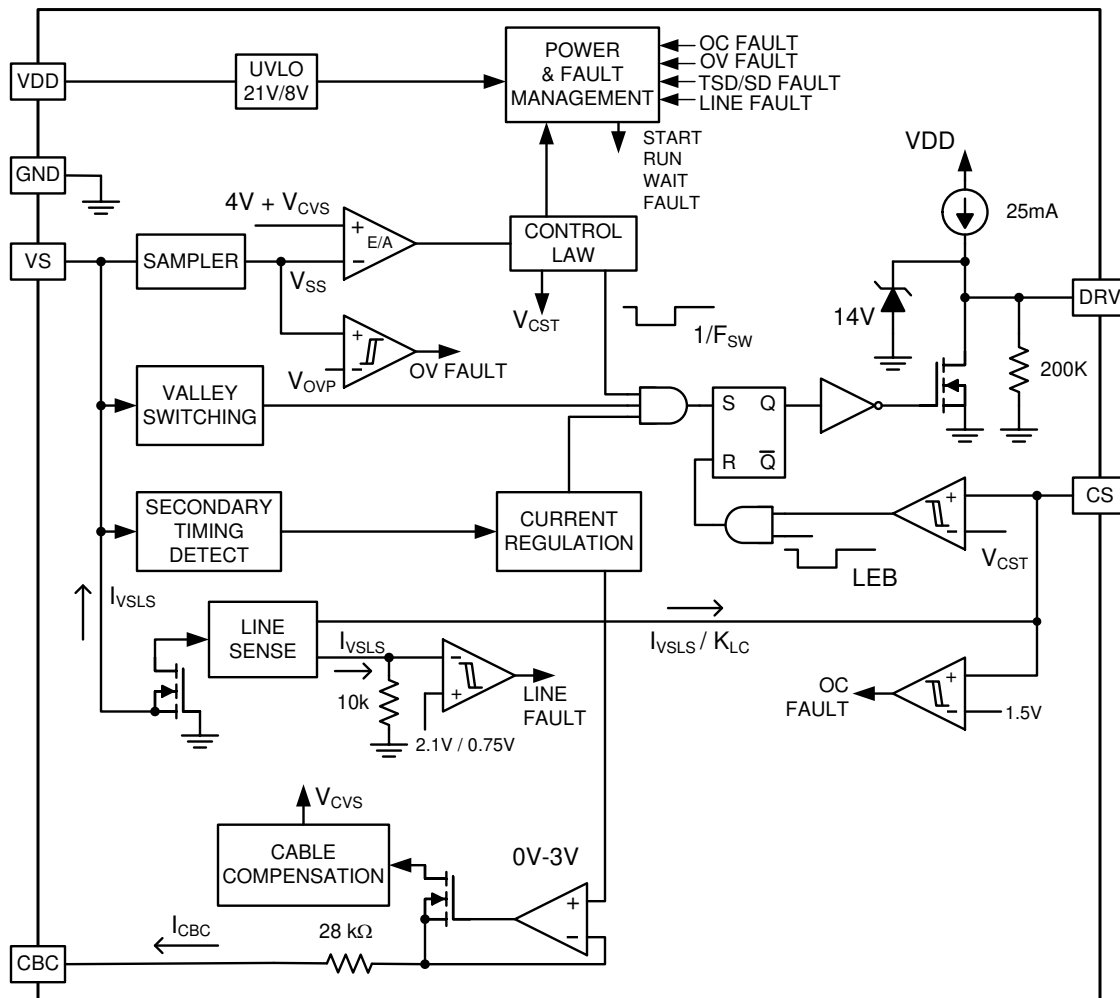 VDD
UVLO
21V/8V
POWER
& FAULT
MANAGEMENT
OC FAULT
OV FAULT
TSD/SD FAULT
LINE FAULT
START
RUN
WAIT
FAULT
GND
VDD
25mA
4V + VCVS
+
E/A
−
CONTROL
LAW
VS
SAMPLER
VSS
VCST
14V
DRV
1/FSW
200K
+
−
VOVP
OV FAULT
VALLEY
SWITCHING
S Q
R Q̅
CS
+
−
VCST
LEB
SECONDARY
TIMING
DETECT
CURRENT
REGULATION
IVSLS
LINE
SENSE
IVSLS
IVSLS / KLC
10k
−
+
LINE
FAULT
2.1V / 0.75V
OC
FAULT
+
−
1.5V
VCVS
CABLE
COMPENSATION
0V-3V
+
−
ICBC
28 kΩ
CBC